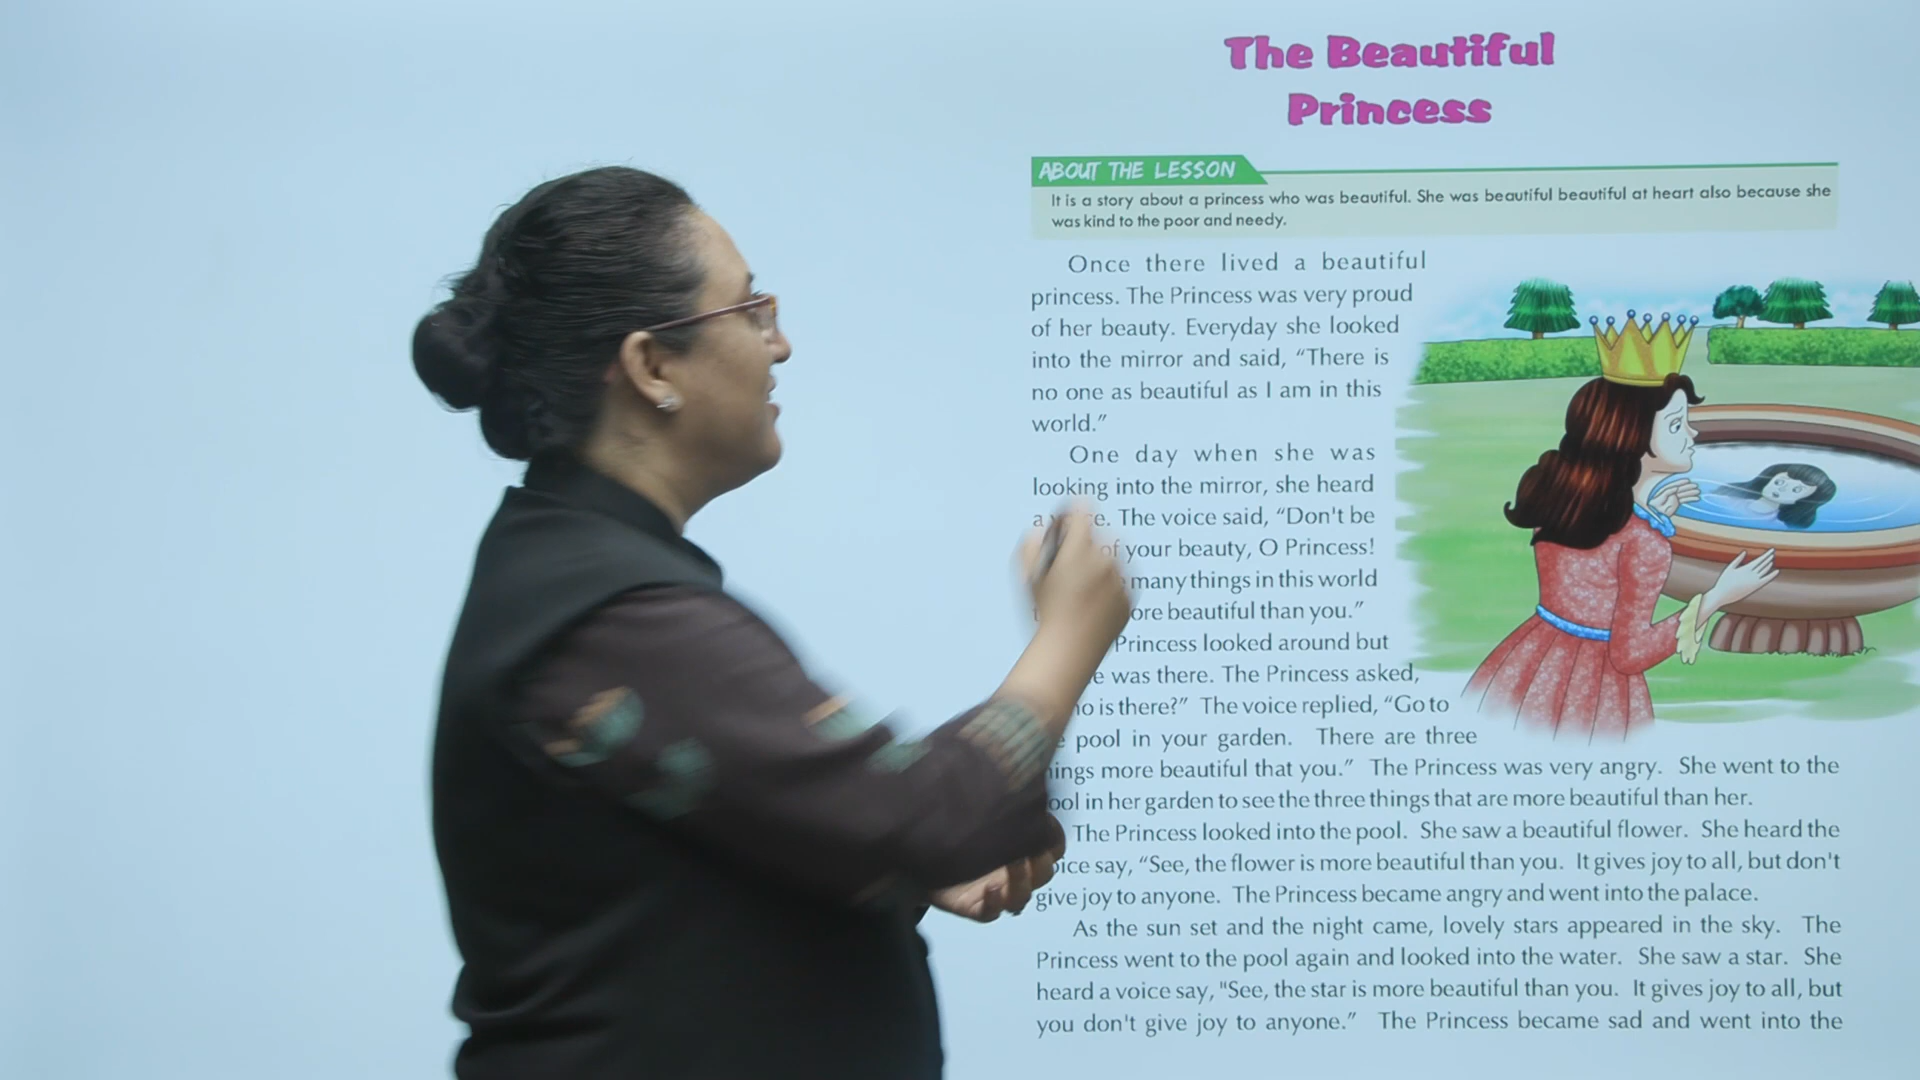 The Beautiful
Princess
ABOUT THE LESSON
It is a story about a princess who was beautiful. She was beautiful beautiful at heart also because she
was kind to the poor and needy.
Once there lived a beautiful
princess. The Princess was very proud
of her beauty. Everyday she looked
into the mirror and said, “There is
no one as beautiful as I am in this
world.”
One day when she was
looking into the mirror, she heard
a. The voice said, “Don't be
of your beauty, O Princess!
many things in this world
beautiful than you.”
Princess looked around but
was there. The Princess asked,
is there?” The voice replied, “Go to
pool in your garden. There are three
more beautiful that you.” The Princess was very angry. She went to the
in her garden to see the three things that are more beautiful than her.
The Princess looked into the pool. She saw a beautiful flower. She heard the
say, “See, the flower is more beautiful than you. It gives joy to all, but don't
give joy to anyone. The Princess became angry and went into the palace.
As the sun set and the night came, lovely stars appeared in the sky. The
Princess went to the pool again and looked into the water. She saw a star. She
heard a voice say, "See, the star is more beautiful than you. It gives joy to all, but
you don't give joy to anyone.” The Princess became sad and went into the